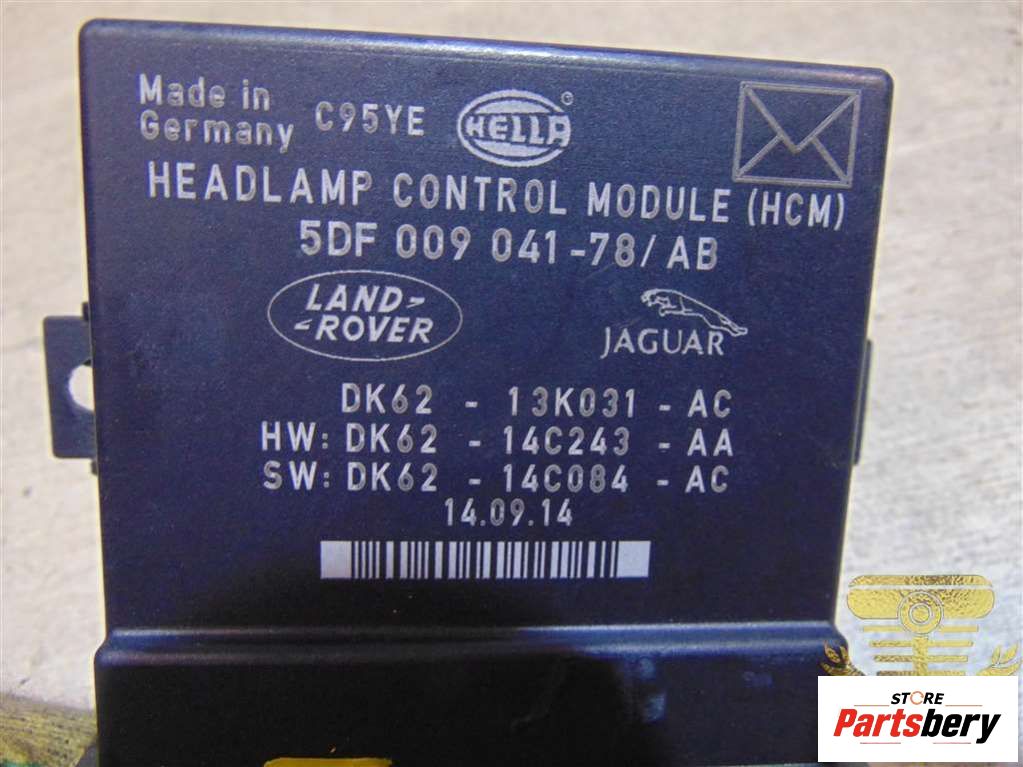 Made in
Germany C95YE HELLA®
HEADLAMP CONTROL MODULE (HCM)
5DF 009 041-78/AB
LAND-
-ROVER
JAGUAR
DK62 - 13K031 - AC
HW: DK62 - 14C243 - AA
SW: DK62 - 14C084 - AC
14.09.14
STORE
Partsbery